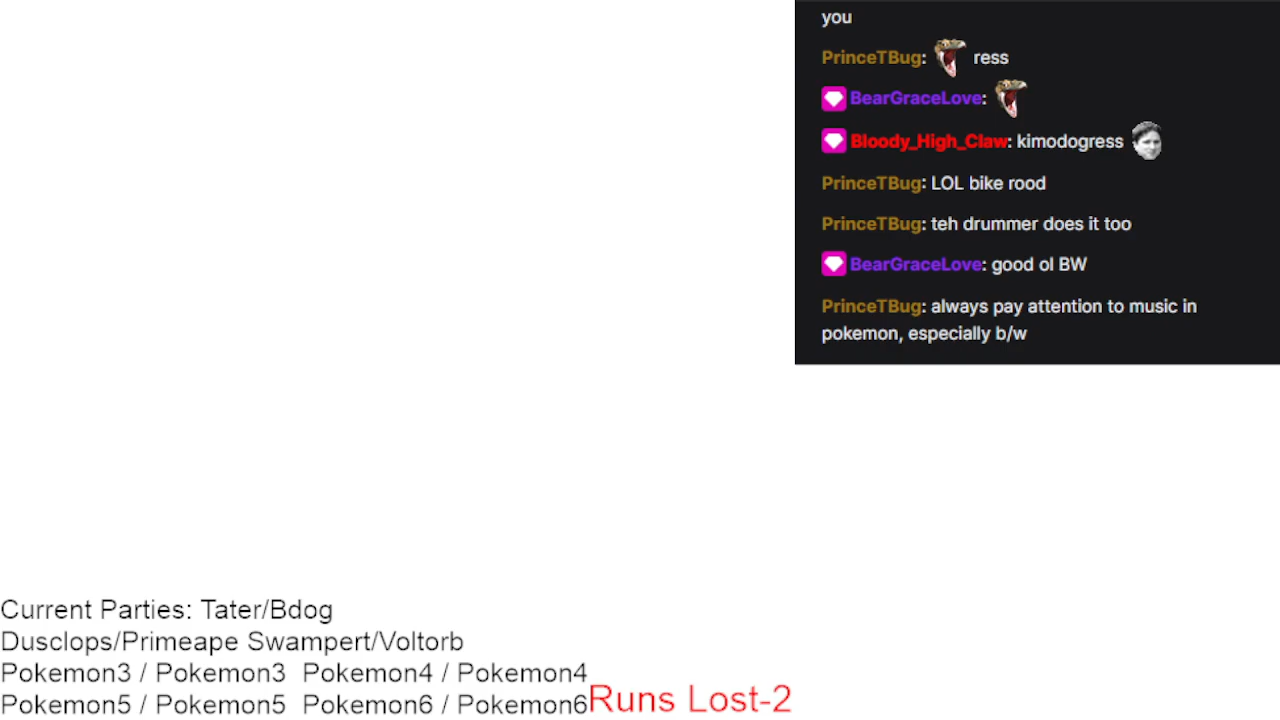 you
PrinceTBug: ress
BearGraceLove:
Bloody_High_Claw: kimodogress
PrinceTBug: LOL bike rood
PrinceTBug: teh drummer does it too
BearGraceLove: good ol BW
PrinceTBug: always pay attention to music in
pokemon, especially b/w
Current Parties: Tater/Bdog
Dusclops/Primeape Swampert/Voltorb
Pokemon3 / Pokemon3 Pokemon4 / Pokemon4
Pokemon5 / Pokemon5 Pokemon6 / Pokemon6
Runs Lost-2